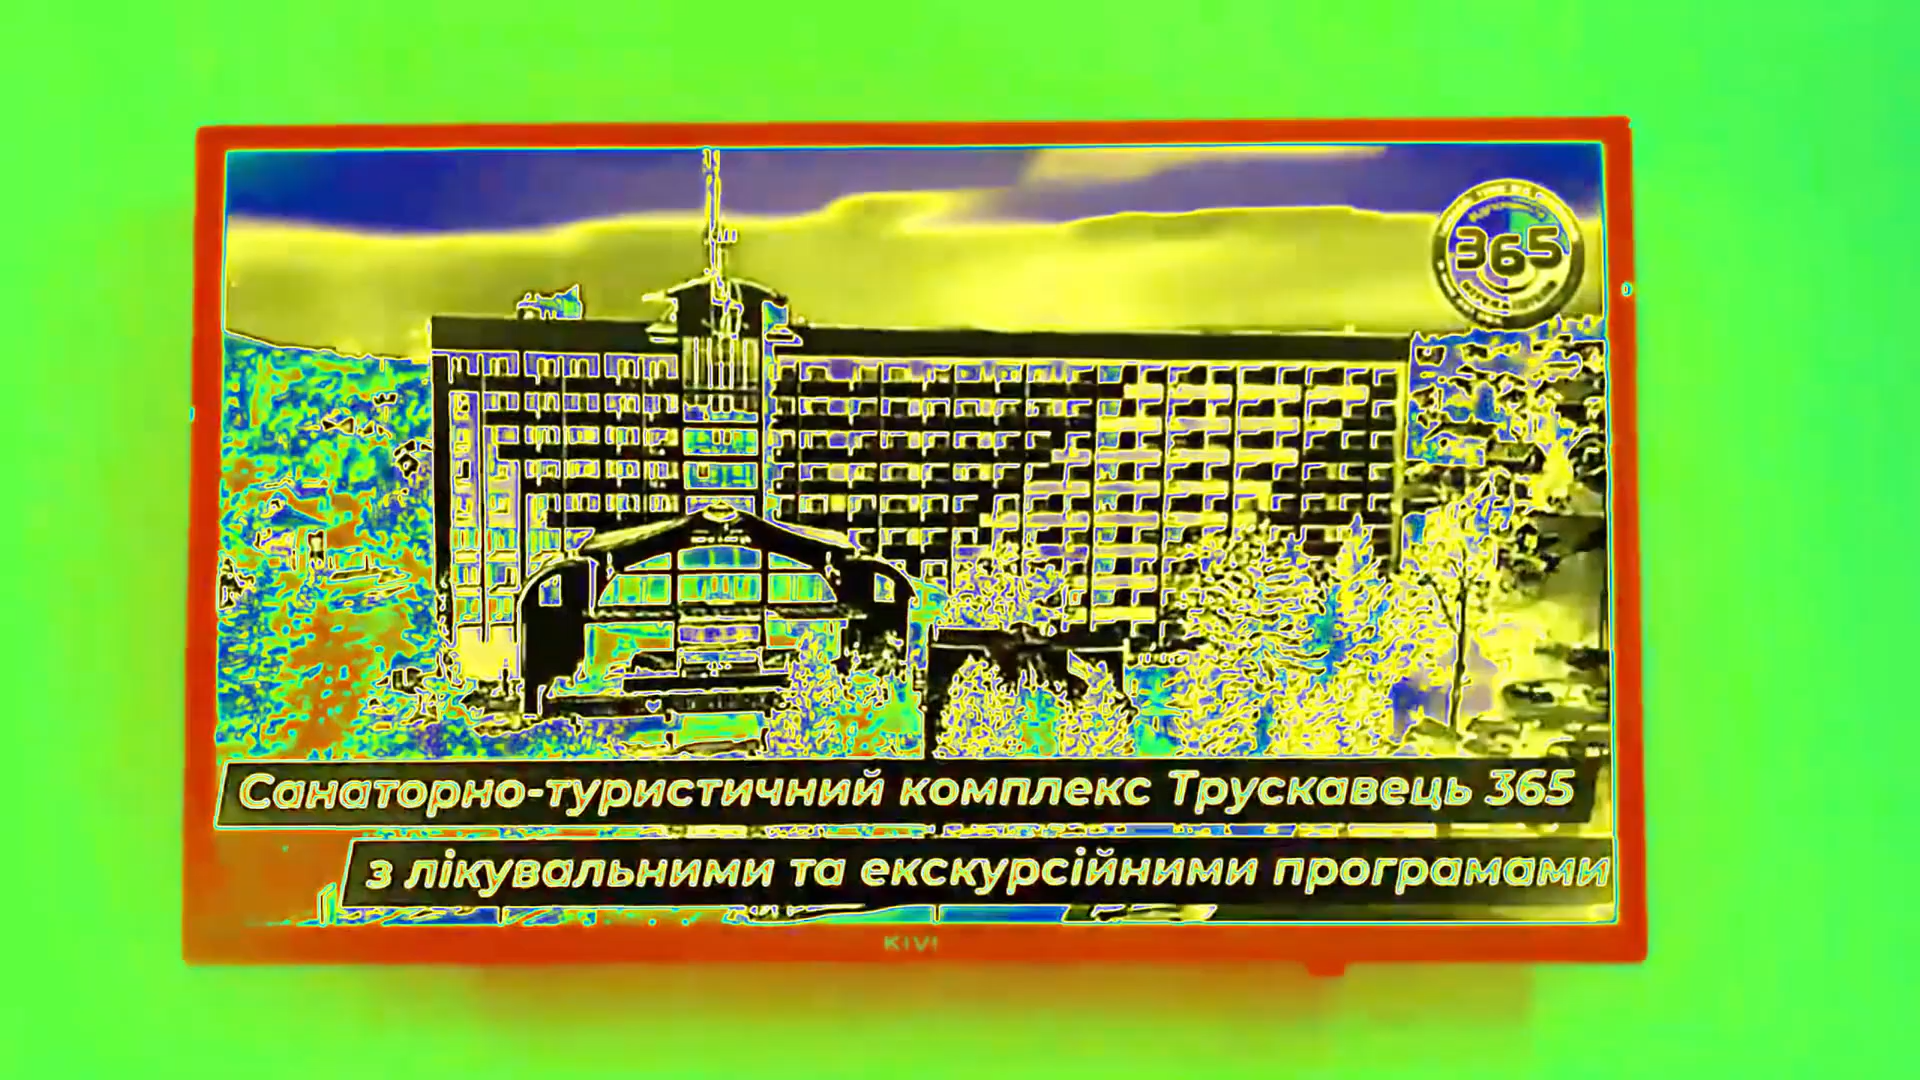 365
Санаторно-туристичний комплекс Трускавець 365
з лікувальними та екскурсійними програмами
KIVI